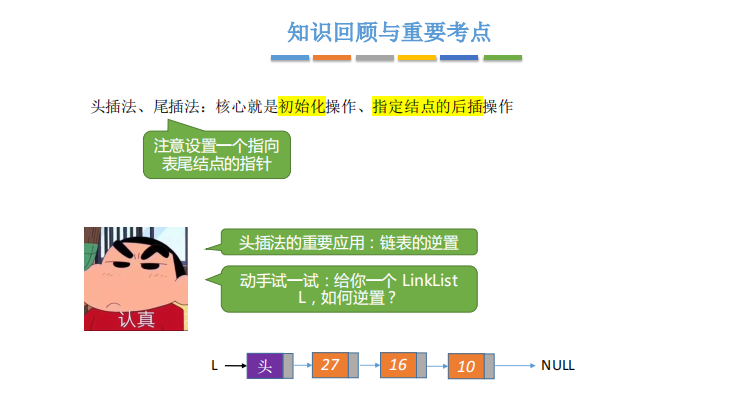 知识回顾与重要考点
头插法、尾插法：核心就是初始化操作、指定结点的后插操作
注意设置一个指向
表尾结点的指针
头插法的重要应用：链表的逆置
动手试一试：给你一个 LinkList
L，如何逆置？
认真
L 头 27 16 10 NULL